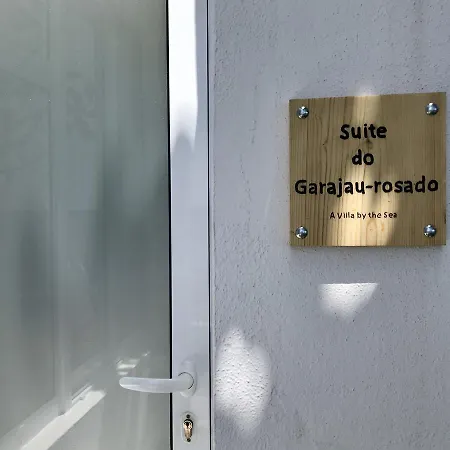 Suite
do
Garajau-rosado
A Villa by the Sea